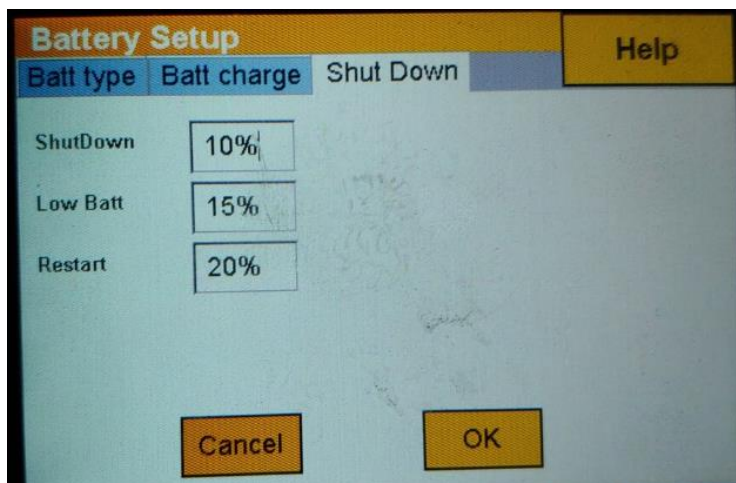 Battery Setup
Help
Batt type Batt charge Shut Down
ShutDown 10%
Low Batt 15%
Restart 20%
Cancel OK